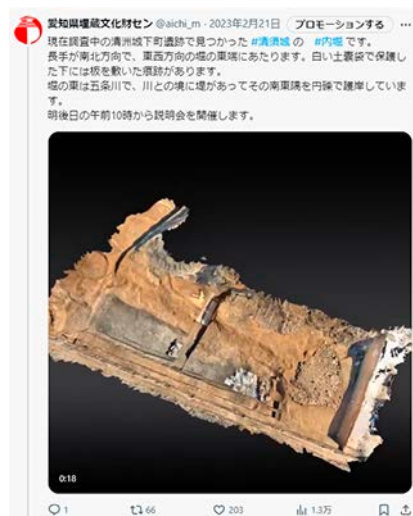 愛知県埋蔵文化財セン @aichi_m · 2023年2月21日 プロモーションする ···
現在調査中の清洲城下町遺跡で見つかった #清須城 の #内堀 です。
長手が南北方向で、東西方向の堀の東端にあたります。白い土嚢袋で保護し
た下には板を敷いた痕跡があります。
堀の東は五条川で、川との境に堤があってその南東隅を円礫で護岸していま
す。
明後日の午前10時から説明会を開催します。
0:18
1 66 203 1.3万